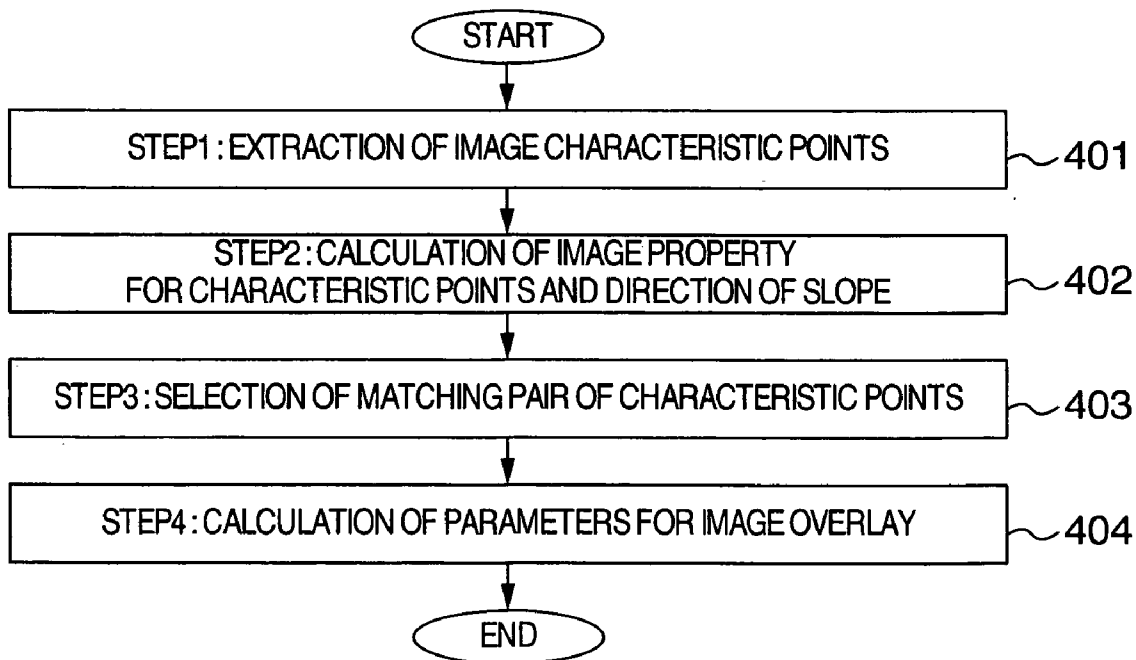 START
STEP1 : EXTRACTION OF IMAGE CHARACTERISTIC POINTS
401
STEP2 : CALCULATION OF IMAGE PROPERTY
FOR CHARACTERISTIC POINTS AND DIRECTION OF SLOPE
402
STEP3 : SELECTION OF MATCHING PAIR OF CHARACTERISTIC POINTS
403
STEP4 : CALCULATION OF PARAMETERS FOR IMAGE OVERLAY
404
END